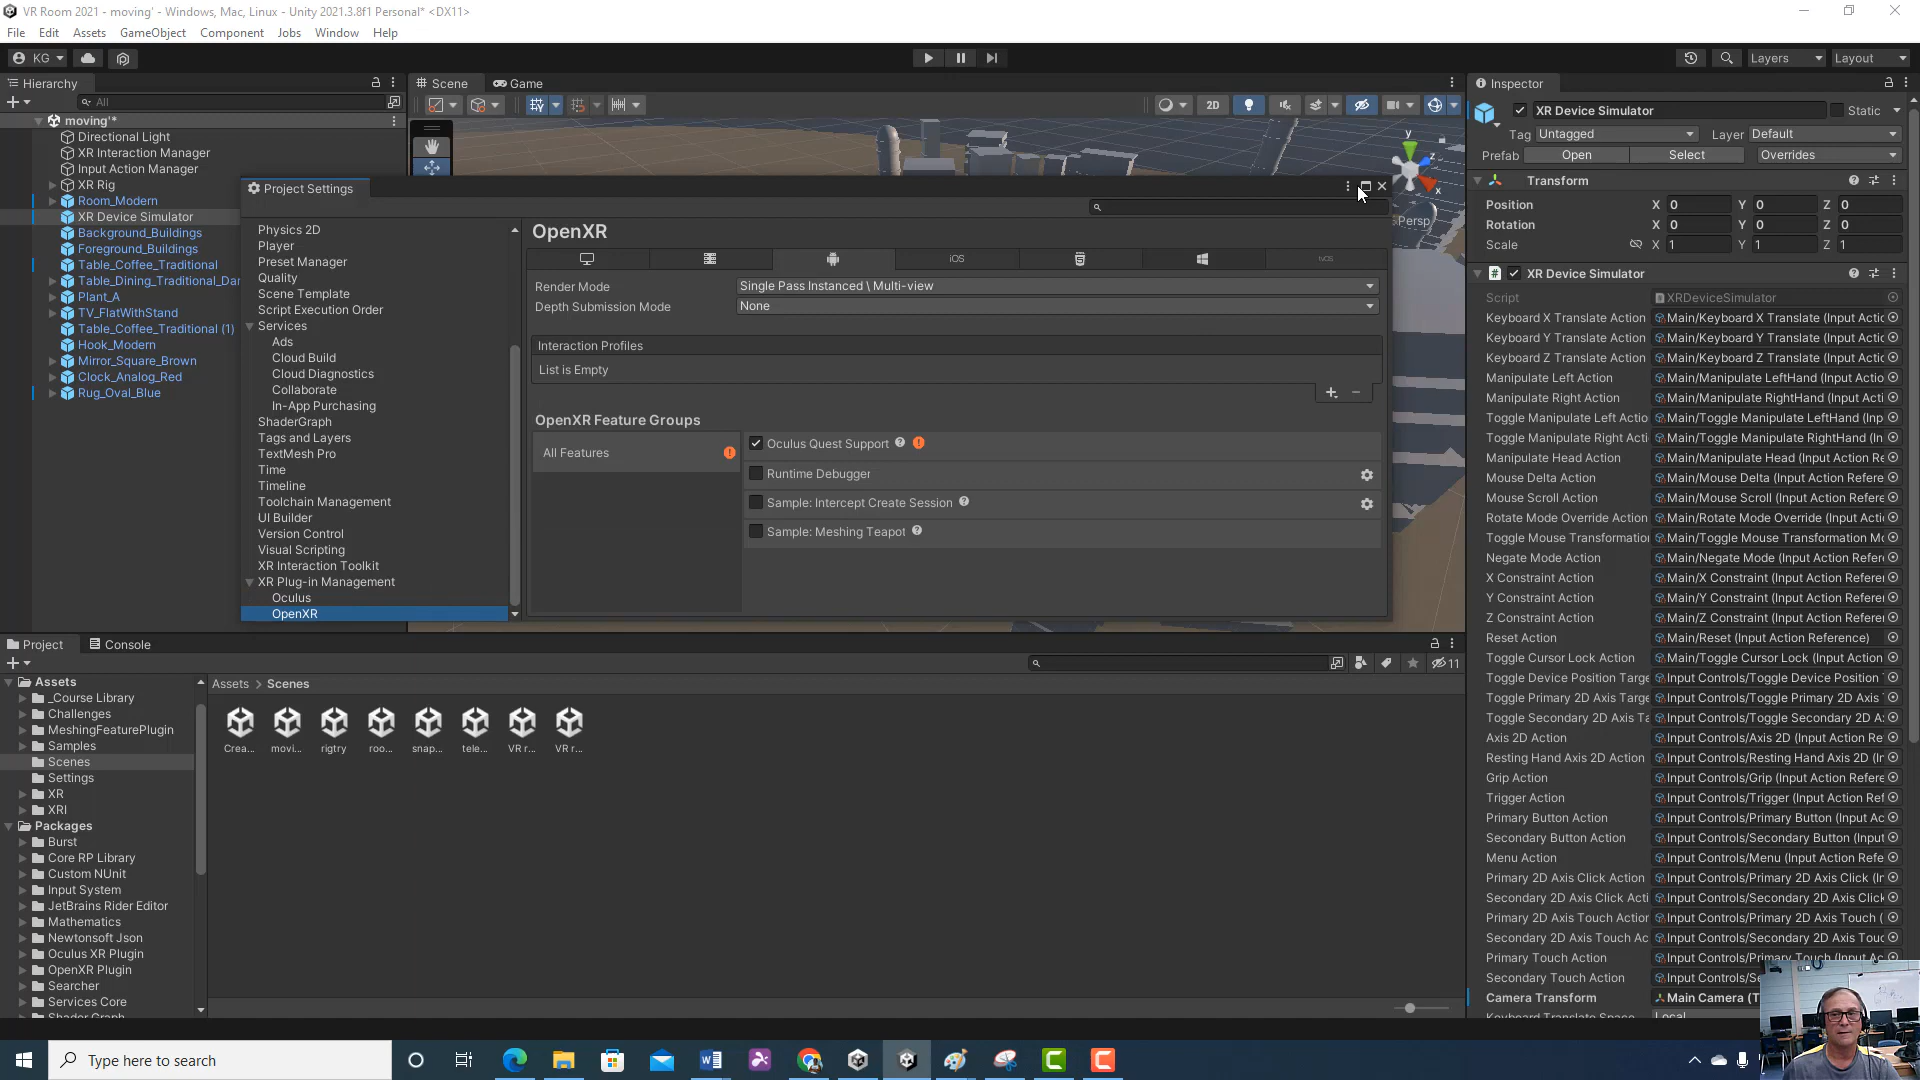 VR Room 2021 - moving' - Windows, Mac, Linux - Unity 2021.3.8f1 Personal* <DX11>
File Edit Assets GameObject Component Jobs Window Help
KG Layers Layout
Hierarchy
All
moving'*
Directional Light
XR Interaction Manager
Input Action Manager
XR Rig
Room_Modern
XR Device Simulator
Background_Buildings
Foreground_Buildings
Table_Coffee_Traditional
Table_Dining_Traditional_Dar
Plant_A
TV_FlatWithStand
Table_Coffee_Traditional (1)
Hook_Modern
Mirror_Square_Brown
Clock_Analog_Red
Rug_Oval_Blue
Scene Game
2D
y
z
x
Persp
Project Settings
Physics 2D
Player
Preset Manager
Quality
Scene Template
Script Execution Order
Services
Ads
Cloud Build
Cloud Diagnostics
Collaborate
In-App Purchasing
ShaderGraph
Tags and Layers
TextMesh Pro
Time
Timeline
Toolchain Management
UI Builder
Version Control
Visual Scripting
XR Interaction Toolkit
XR Plug-in Management
Oculus
OpenXR
OpenXR
iOS tvOS
Render Mode Single Pass Instanced \ Multi-view
Depth Submission Mode None
Interaction Profiles
List is Empty
OpenXR Feature Groups
All Features
Oculus Quest Support
Runtime Debugger
Sample: Intercept Create Session
Sample: Meshing Teapot
Inspector
XR Device Simulator Static
Tag Untagged Layer Default
Prefab Open Select Overrides
Transform
Position X 0 Y 0 Z 0
Rotation X 0 Y 0 Z 0
Scale X 1 Y 1 Z 1
XR Device Simulator
Script XRDeviceSimulator
Keyboard X Translate Action Main/Keyboard X Translate (Input Actic
Keyboard Y Translate Action Main/Keyboard Y Translate (Input Actic
Keyboard Z Translate Action Main/Keyboard Z Translate (Input Actic
Manipulate Left Action Main/Manipulate LeftHand (Input Actio
Manipulate Right Action Main/Manipulate RightHand (Input Acti
Toggle Manipulate Left Actio Main/Toggle Manipulate LeftHand (Inp
Toggle Manipulate Right Acti Main/Toggle Manipulate RightHand (In
Manipulate Head Action Main/Manipulate Head (Input Action Re
Mouse Delta Action Main/Mouse Delta (Input Action Refere
Mouse Scroll Action Main/Mouse Scroll (Input Action Refere
Rotate Mode Override Action Main/Rotate Mode Override (Input Acti
Toggle Mouse Transformation Main/Toggle Mouse Transformation Mo
Negate Mode Action Main/Negate Mode (Input Action Refere
X Constraint Action Main/X Constraint (Input Action Refere
Y Constraint Action Main/Y Constraint (Input Action Refere
Z Constraint Action Main/Z Constraint (Input Action Refere
Reset Action Main/Reset (Input Action Reference)
Toggle Cursor Lock Action Main/Toggle Cursor Lock (Input Action
Toggle Device Position Targe Input Controls/Toggle Device Position
Toggle Primary 2D Axis Targe Input Controls/Toggle Primary 2D Axis
Toggle Secondary 2D Axis Ta Input Controls/Toggle Secondary 2D A
Axis 2D Action Input Controls/Axis 2D (Input Action Re
Resting Hand Axis 2D Action Input Controls/Resting Hand Axis 2D (In
Grip Action Input Controls/Grip (Input Action Refere
Trigger Action Input Controls/Trigger (Input Action Ref
Primary Button Action Input Controls/Primary Button (Input Ac
Secondary Button Action Input Controls/Secondary Button (Input
Menu Action Input Controls/Menu (Input Action Refe
Primary 2D Axis Click Action Input Controls/Primary 2D Axis Click (In
Secondary 2D Axis Click Acti Input Controls/Secondary 2D Axis Click
Primary 2D Axis Touch Action Input Controls/Primary 2D Axis Touch (
Secondary 2D Axis Touch Ac Input Controls/Secondary 2D Axis Touc
Primary Touch Action Input Controls/Primary Touch (Input Ac
Secondary Touch Action Input Controls/Se
Camera Transform Main Camera (T
Keyboard Translate Space Local
Project Console
11
Assets
_Course Library
Challenges
MeshingFeaturePlugin
Samples
Scenes
Settings
XR
XRI
Packages
Burst
Core RP Library
Custom NUnit
Input System
JetBrains Rider Editor
Mathematics
Newtonsoft Json
Oculus XR Plugin
OpenXR Plugin
Searcher
Services Core
Shader Graph
Assets > Scenes
Crea... movi... rigtry roo... snap... tele... VR r... VR r...
Type here to search